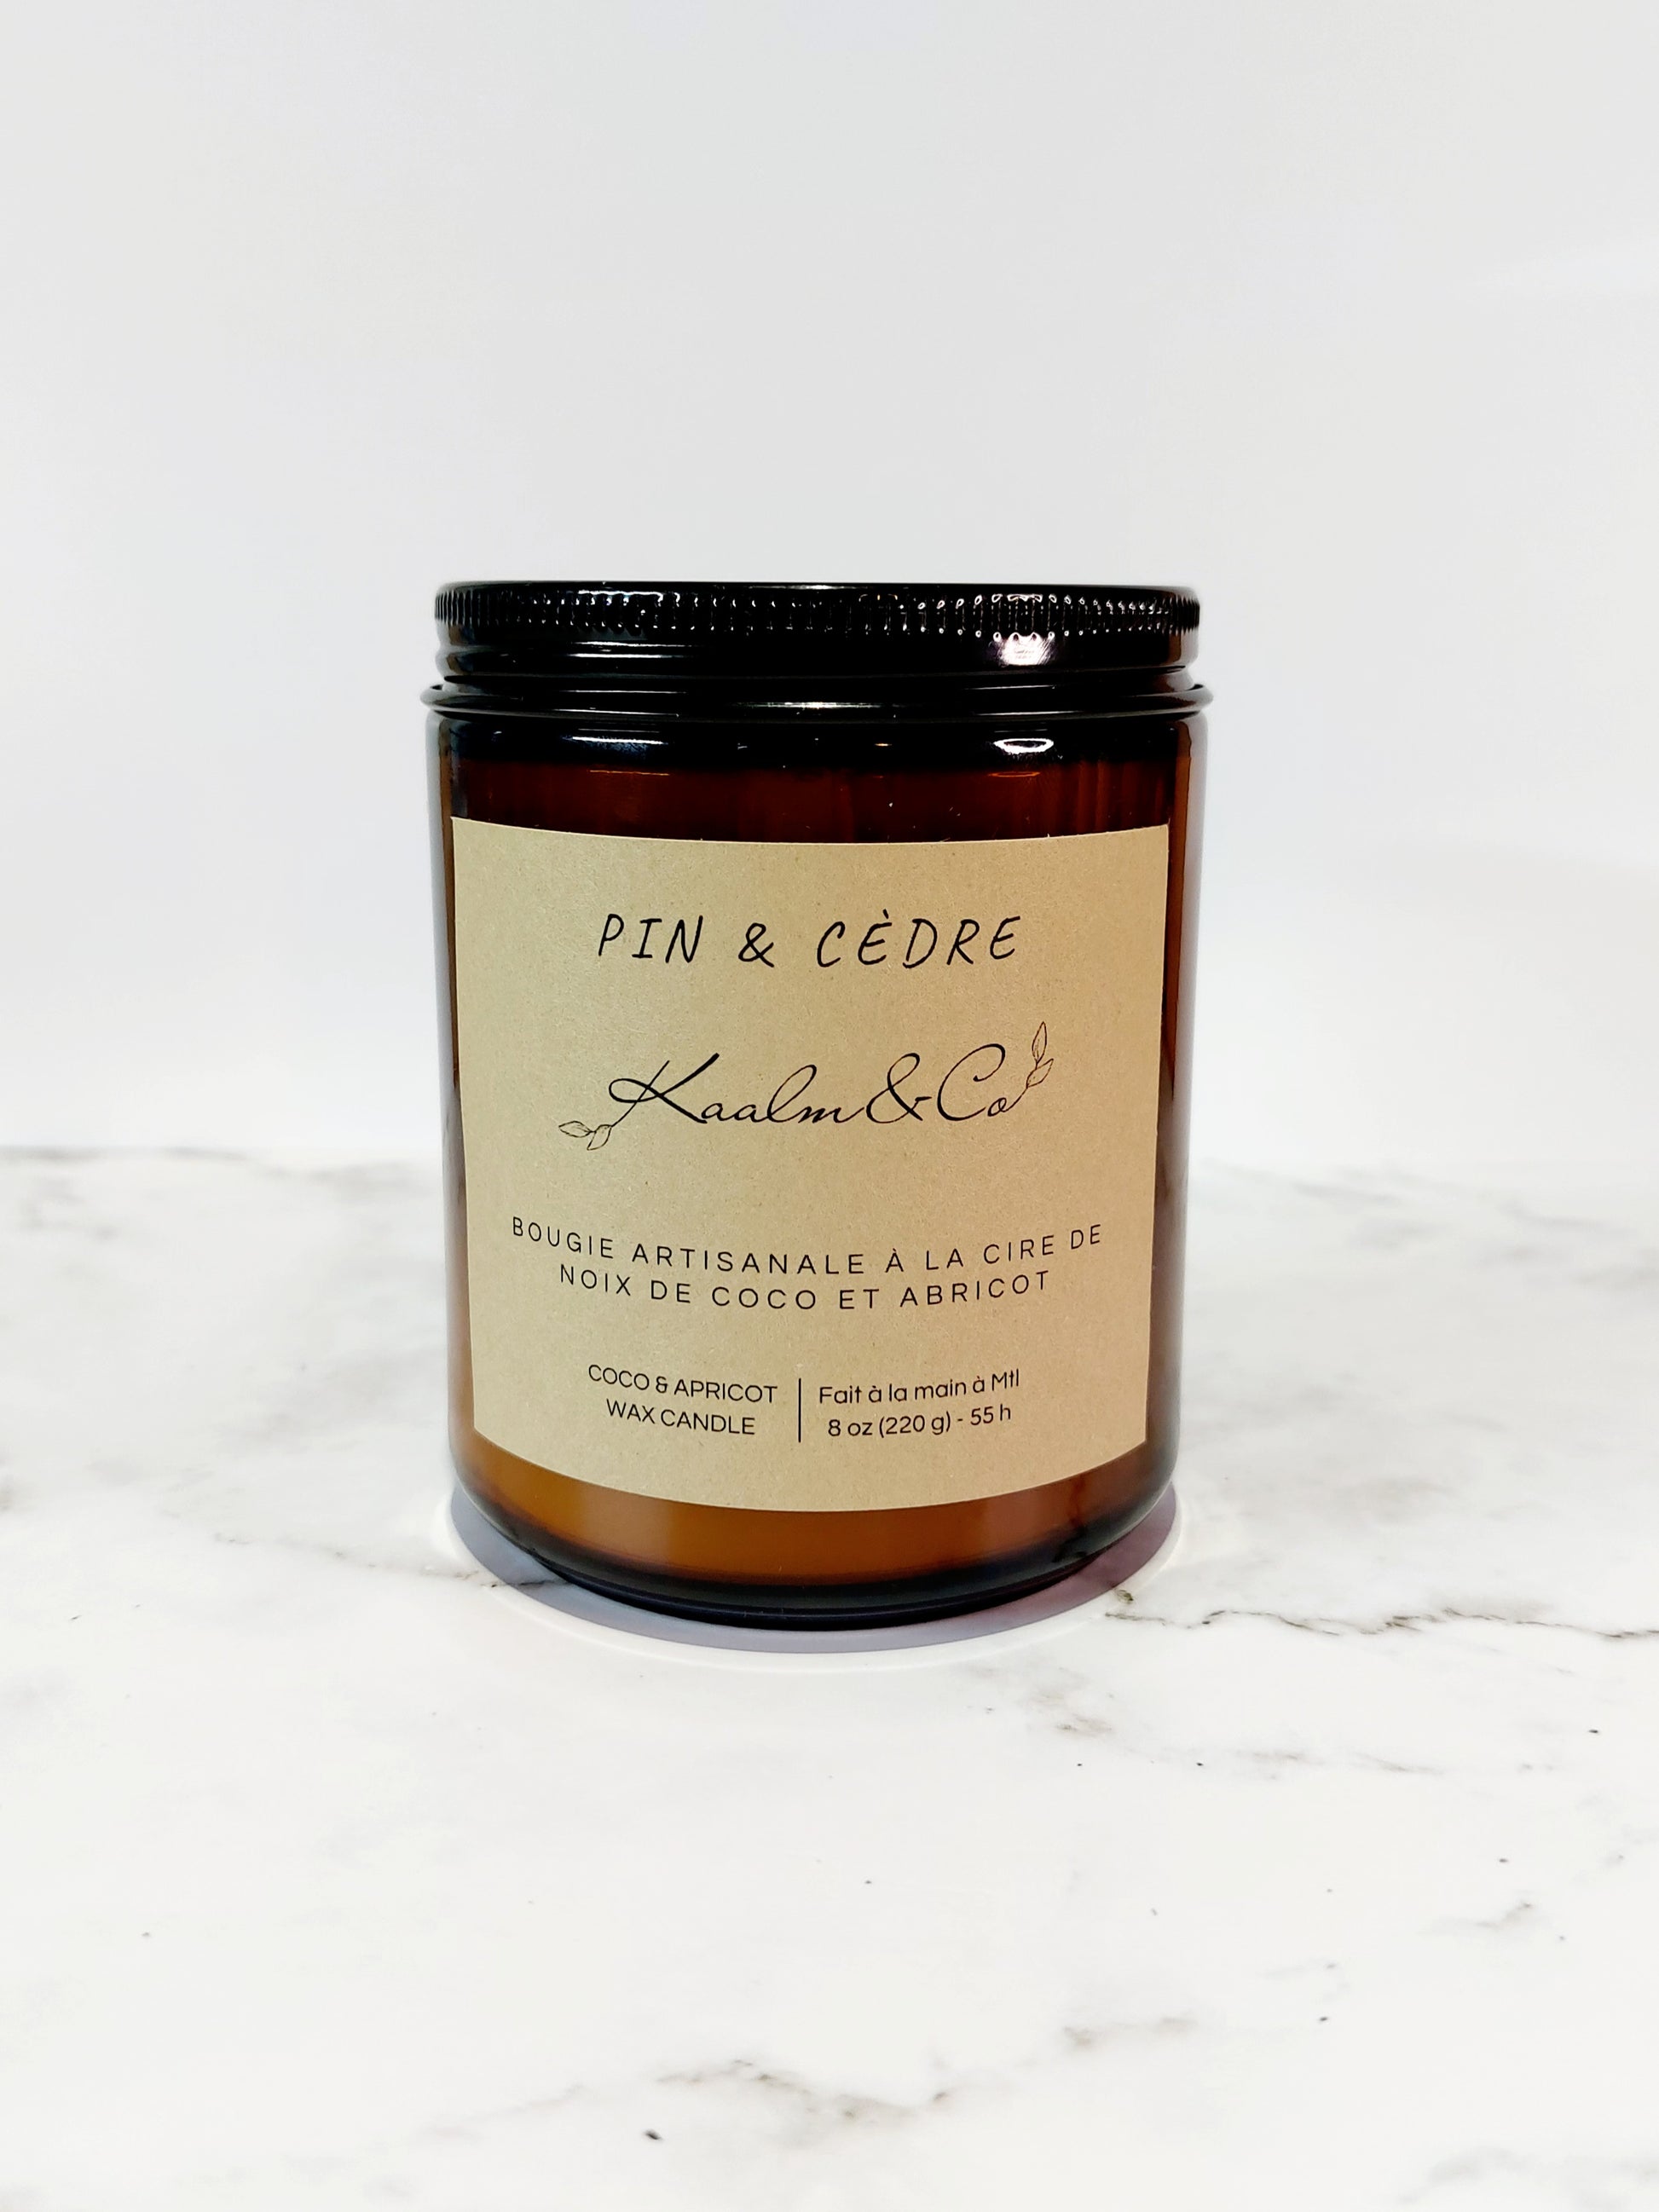 PIN & CÈDRE
Kaalm&Co
BOUGIE ARTISANALE À LA CIRE DE
NOIX DE COCO ET ABRICOT
COCO & APRICOT
WAX CANDLE
Fait à la main à Mtl
8 oz (220 g) - 55 h